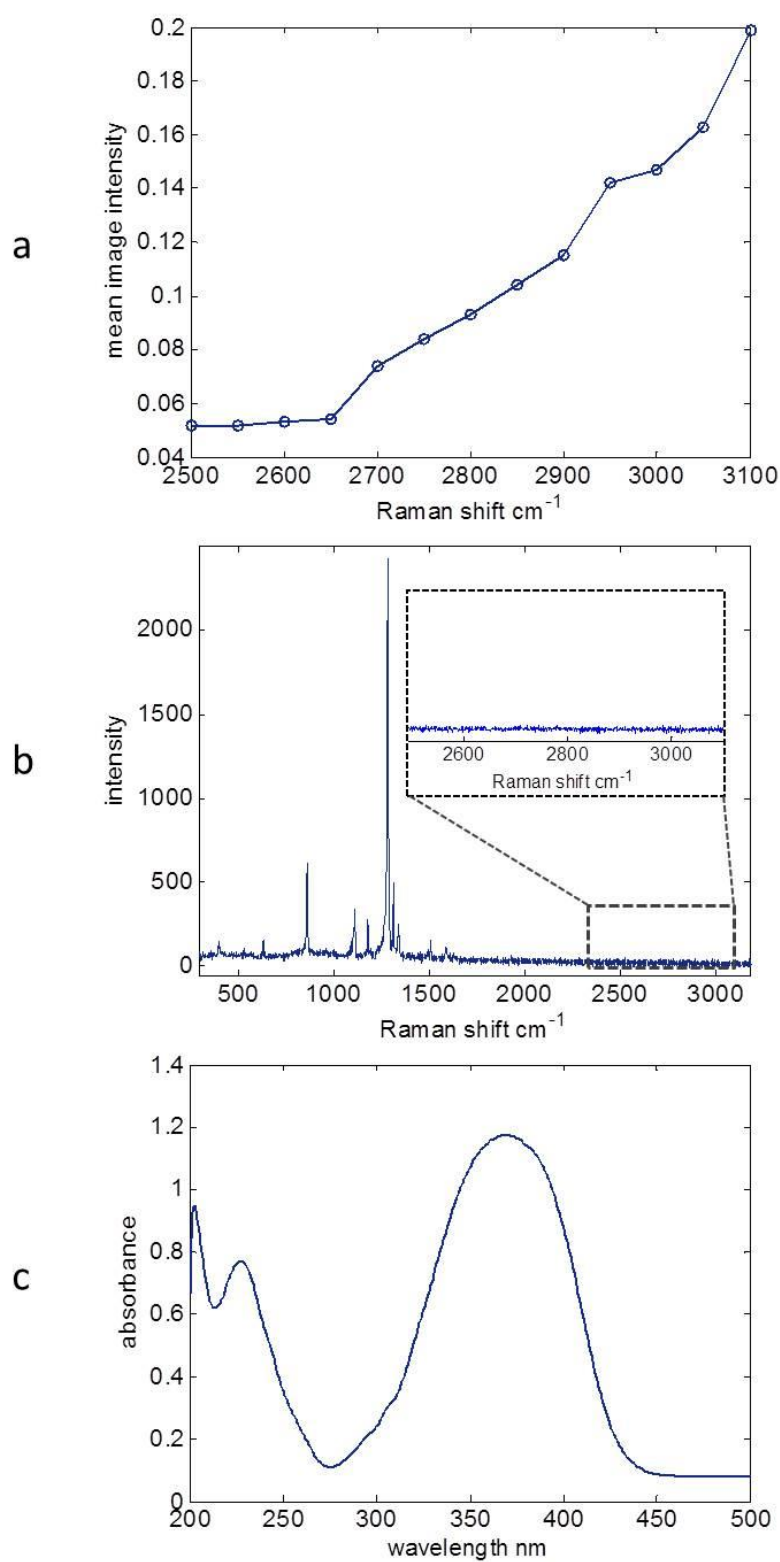 a
mean image intensity
0.2
0.18
0.16
0.14
0.12
0.1
0.08
0.06
0.04
2500 2600 2700 2800 2900 3000 3100
Raman shift cm⁻¹
b
intensity
2000
1500
1000
500
0
2600 2800 3000
Raman shift cm⁻¹
500 1000 1500 2000 2500 3000
Raman shift cm⁻¹
c
absorbance
1.4
1.2
1
0.8
0.6
0.4
0.2
0
200 250 300 350 400 450 500
wavelength nm